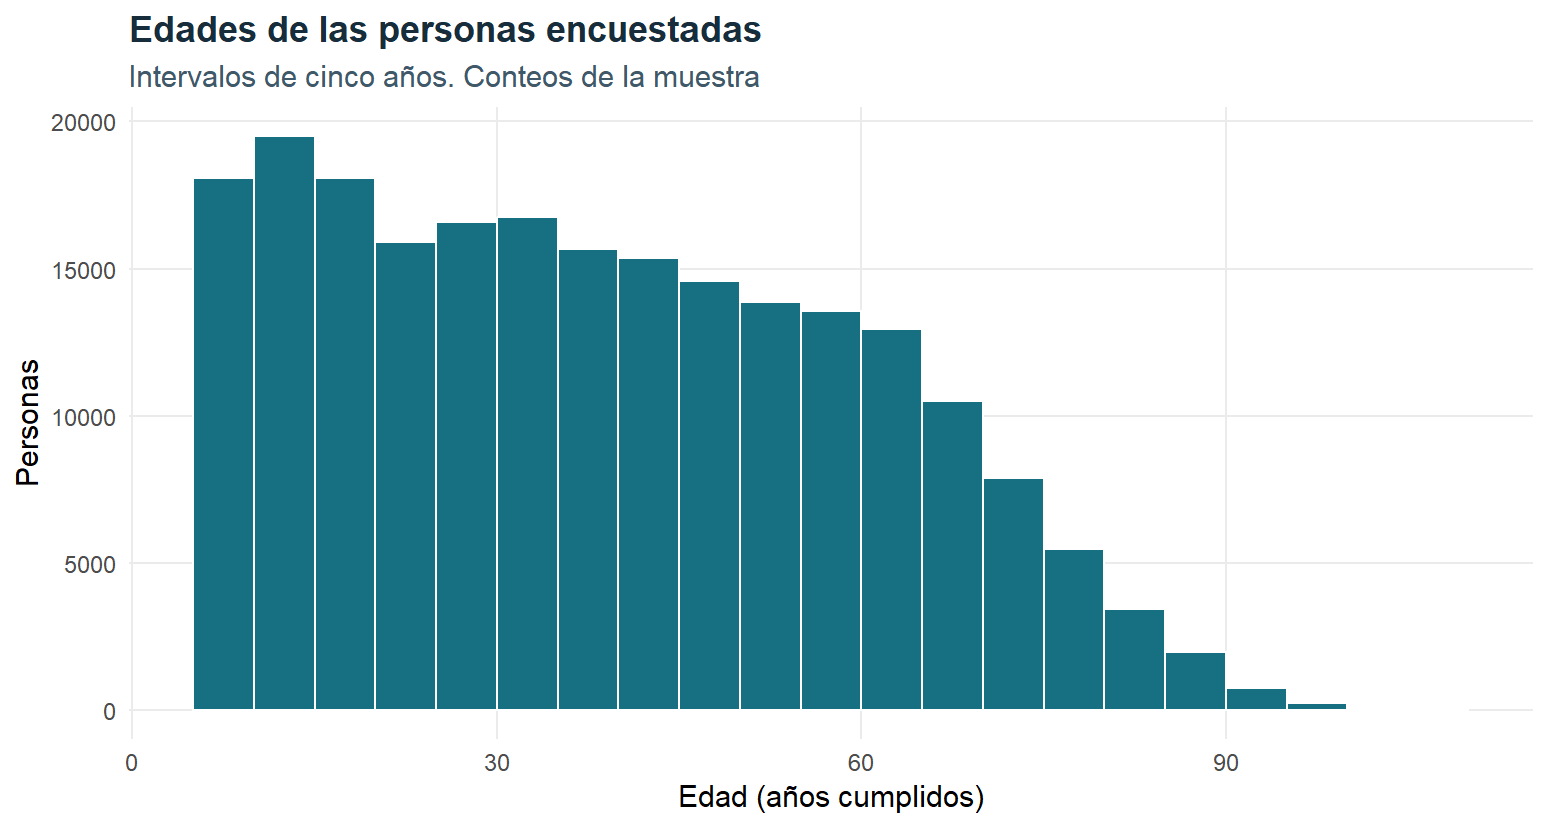 Edades de las personas encuestadas
Intervalos de cinco años. Conteos de la muestra
20000
15000
10000
5000
0
Personas
0 30 60 90
Edad (años cumplidos)